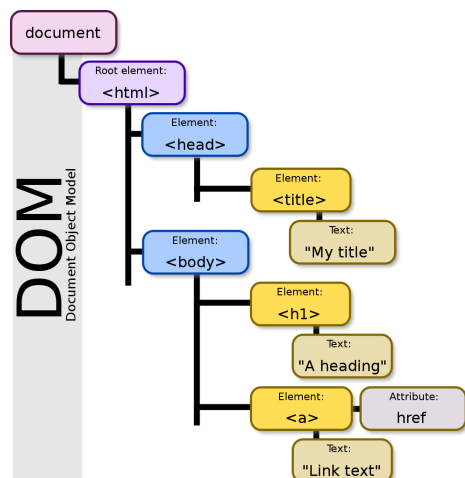 document
Root element:
<html>
Element:
<head>
Element:
<title>
Text:
"My title"
Element:
<body>
Element:
<h1>
Text:
"A heading"
Element:
<a>
Attribute:
href
Text:
"Link text"
DOM
Document Object Model